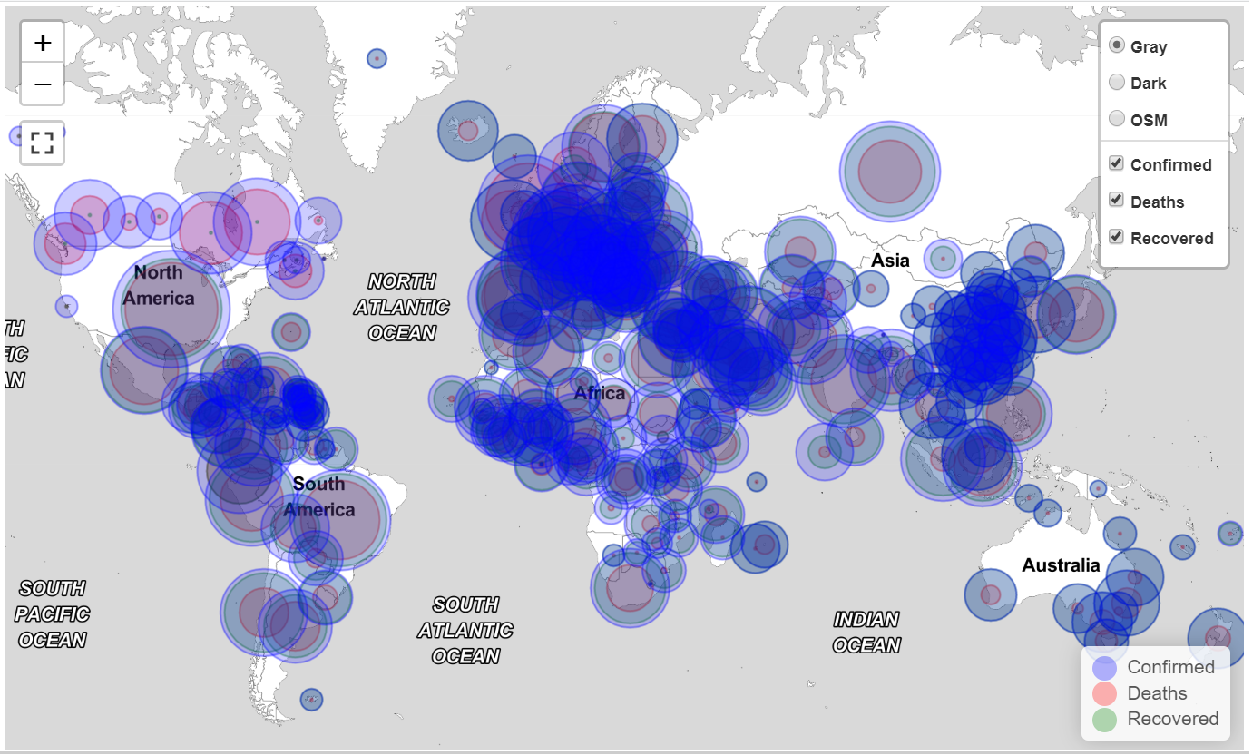 +
−
Gray
Dark
OSM
Confirmed
Deaths
Recovered
North
America
NORTH
ATLANTIC
OCEAN
Asia
TH
FIC
AN
Africa
South
America
Australia
SOUTH
PACIFIC
OCEAN
SOUTH
ATLANTIC
OCEAN
INDIAN
OCEAN
Confirmed
Deaths
Recovered